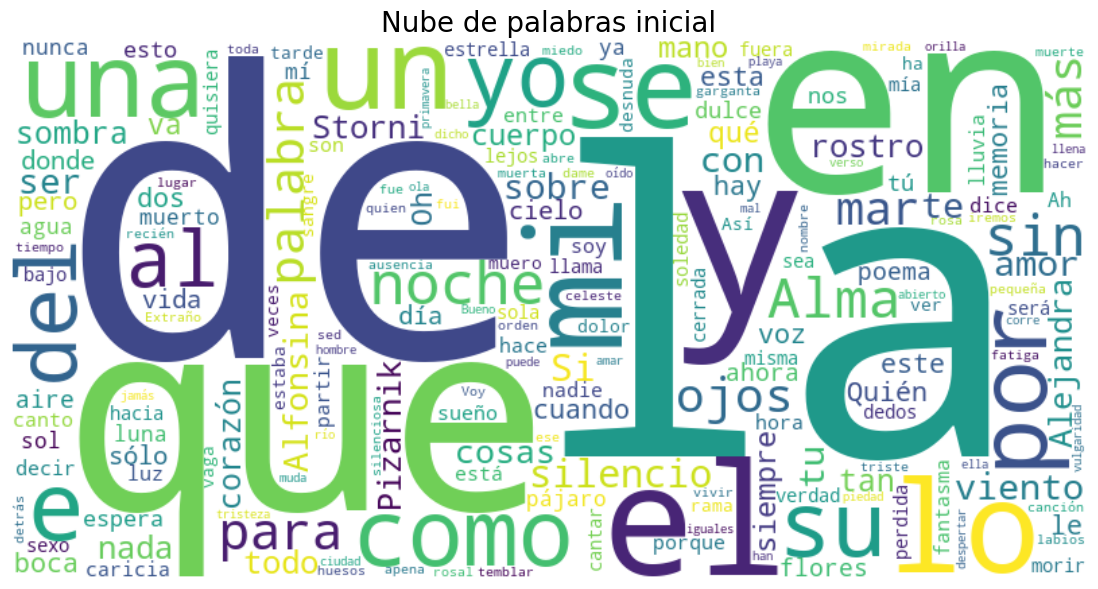 Nube de palabras inicial
nunca esto toda tarde mí estrella miedo ya mano fuera mirada orilla muerte
una un yo se en más
quisiera primavera bella entre desnuda bien playa garganta esta dulce nos ha mía
sombra va palabra Storni cuerpo qué rostro lluvia memoria llena hacer
donde son dicho lejos abre con hay tú verso
ser pero lugar dos sangre fue ola muerta dame oído sobre marte dice Ah
de la y
agua muerto quien Oh fui cielo mal Así nombre rosa iremos sin
tiempo recién al soy soledad sea amor
bajo vida ausencia muero llama mi poema pequeña
del Extraño veces noche celeste cerrada Alma abierto ver será
Alfonsina día Bueno sola orden dolor voz corre
que estaba sed hombre hace puede amar misma este fatiga por
aire partir Pizarnik Si nadie ahora Quién Alejandra
canto hacia jamás corazón Voy cuando ojos dedos
sol luna río sueño hora
decir sólo vaga muda silenciosa cosas ese silencio siempre tu triste ella vulgaridad
luz está pájaro vivir verdad tan piedad viento
detrás e espera tristeza para como cantar rama el su perdida fantasma lo canción le
sexo nada todo ciudad rosal porque iguales despertar labios
boca caricia huesos apena temblar han flores morir